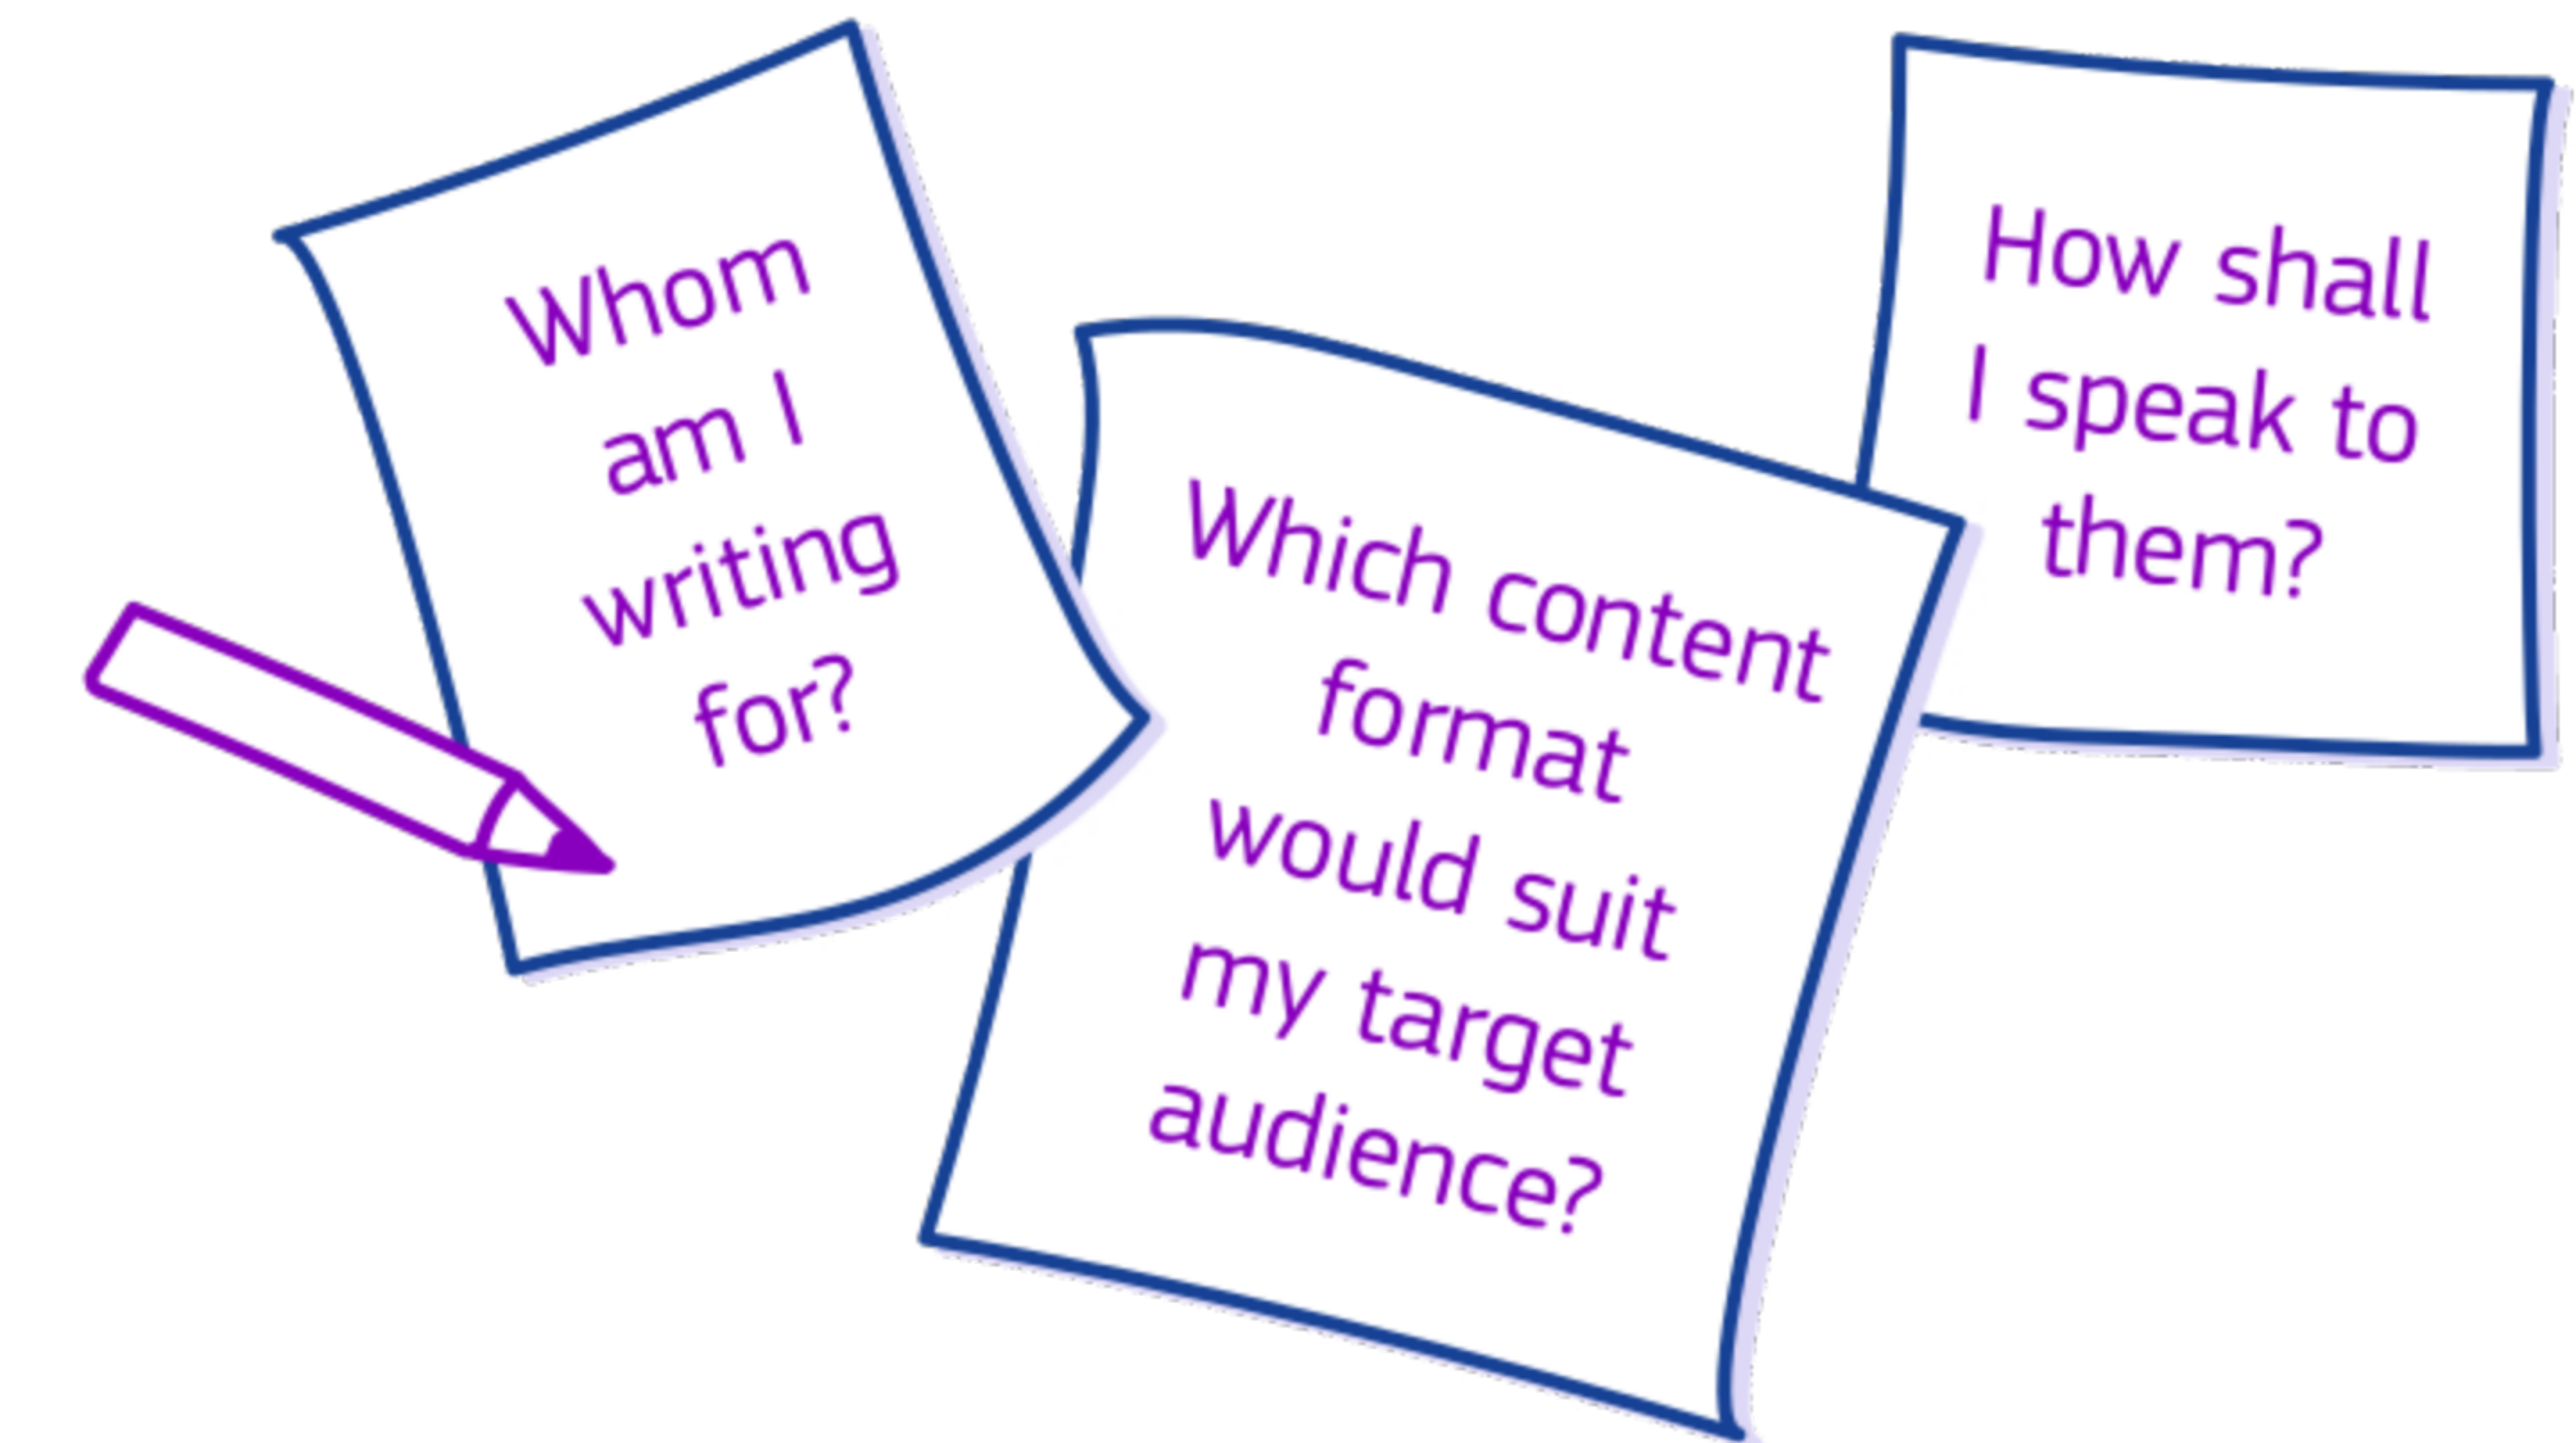 Whom
am I
writing
for?
Which content
format
would suit
my target
audience?
How shall
I speak to
them?